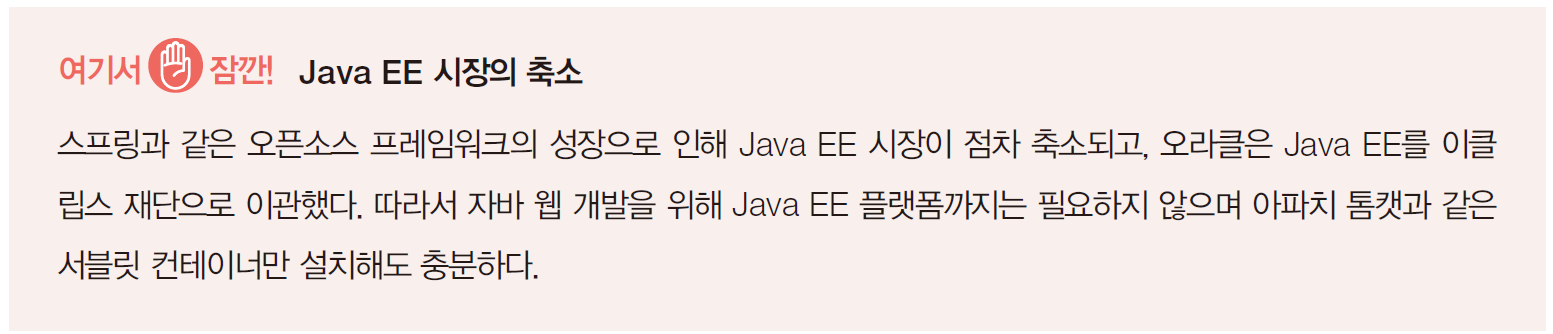 여기서 잠깐! Java EE 시장의 축소
스프링과 같은 오픈소스 프레임워크의 성장으로 인해 Java EE 시장이 점차 축소되고, 오라클은 Java EE를 이클
립스 재단으로 이관했다. 따라서 자바 웹 개발을 위해 Java EE 플랫폼까지는 필요하지 않으며 아파치 톰캣과 같은
서블릿 컨테이너만 설치해도 충분하다.